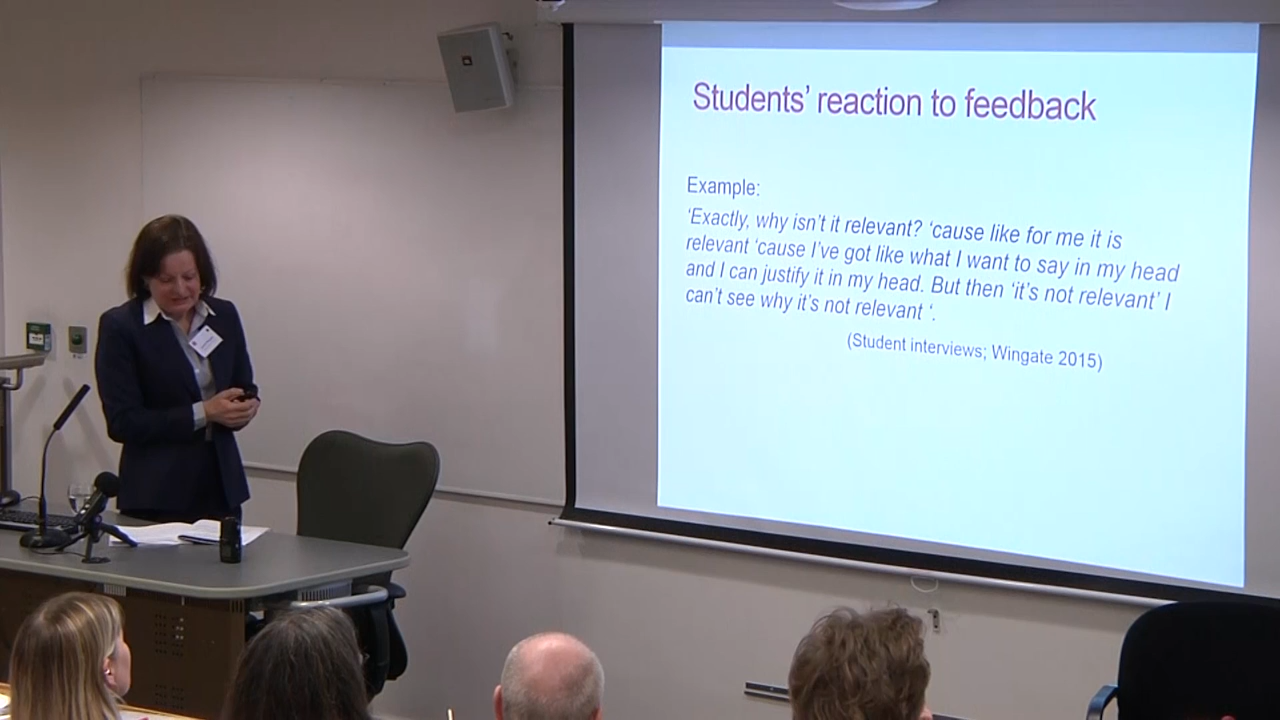 Students’ reaction to feedback
Example:
‘Exactly, why isn’t it relevant? ‘cause like for me it is
relevant ‘cause I’ve got like what I want to say in my head
and I can justify it in my head. But then ‘it’s not relevant’ I
can’t see why it’s not relevant ‘.
(Student interviews; Wingate 2015)